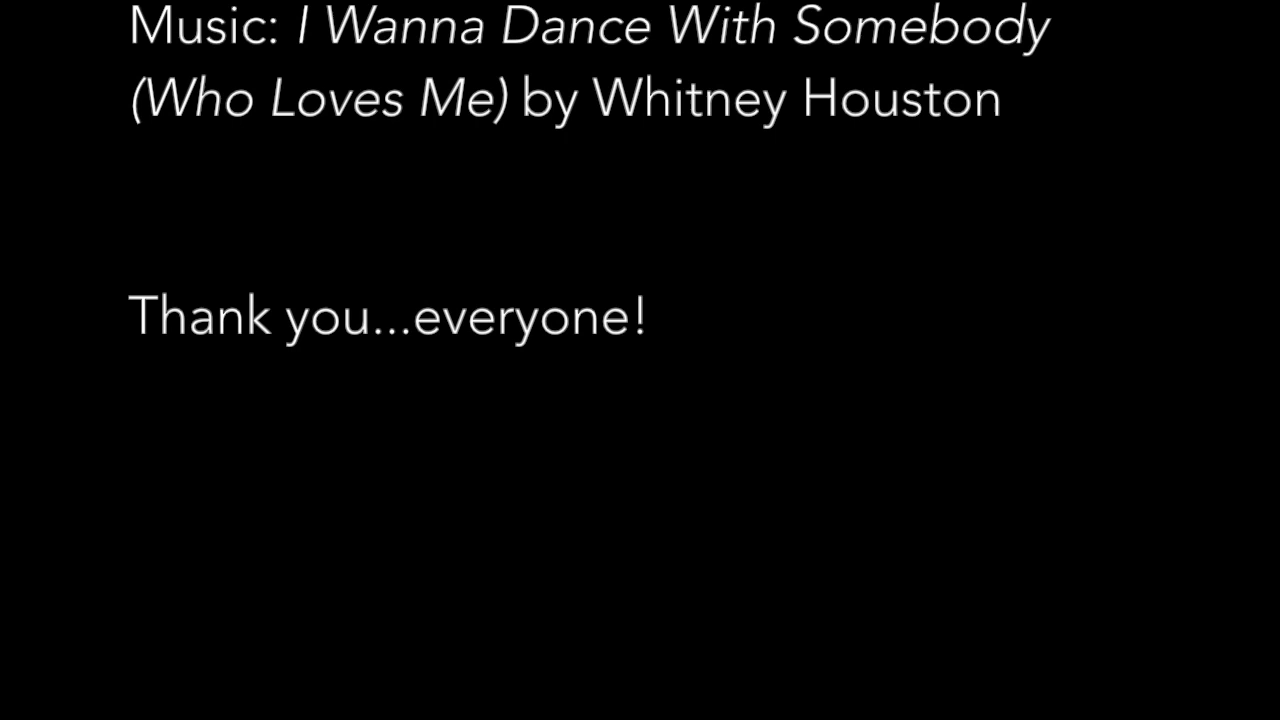 Music: I Wanna Dance With Somebody
(Who Loves Me) by Whitney Houston
Thank you...everyone!